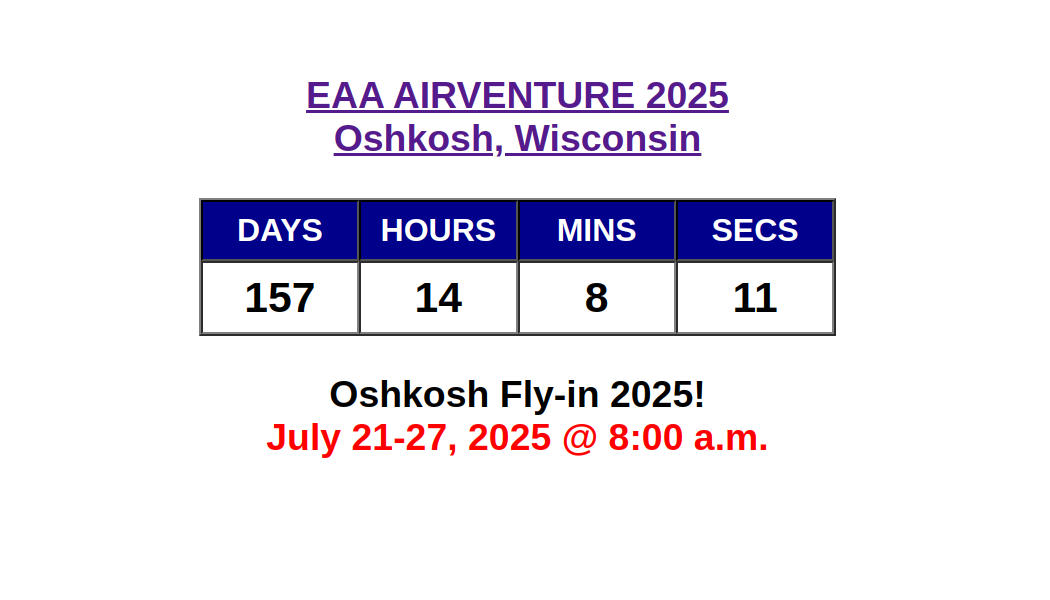 EAA AIRVENTURE 2025
Oshkosh, Wisconsin
DAYS HOURS MINS SECS
157 14 8 11
Oshkosh Fly-in 2025!
July 21-27, 2025 @ 8:00 a.m.